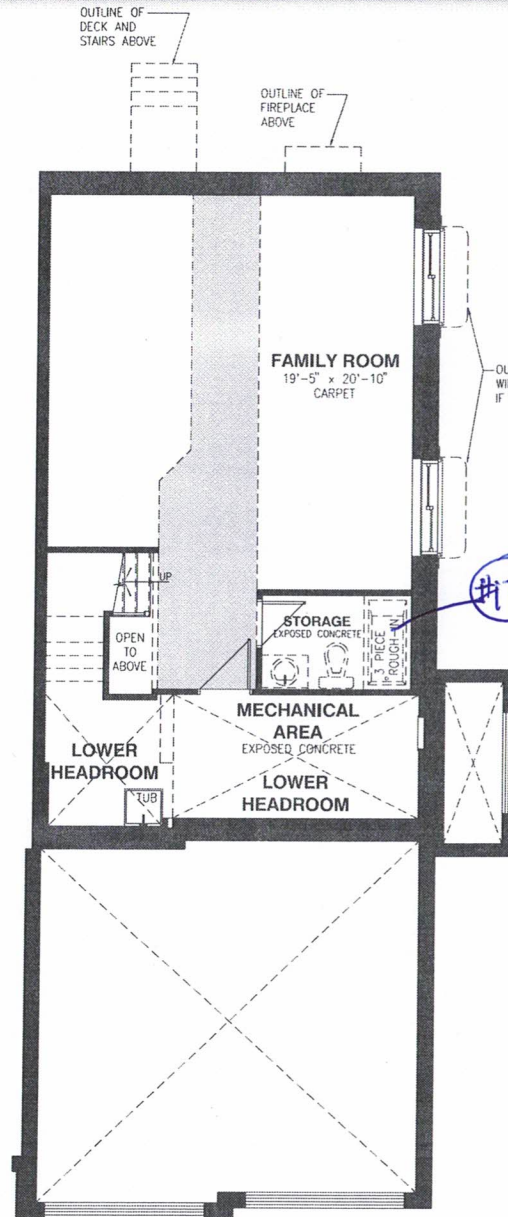 OUTLINE OF
DECK AND
STAIRS ABOVE
OUTLINE OF
FIREPLACE
ABOVE
FAMILY ROOM
19'-5" x 20'-10"
CARPET
IF
UP
OPEN
TO
ABOVE
STORAGE
EXPOSED CONCRETE
3 PIECE
ROUGH-IN
MECHANICAL
AREA
EXPOSED CONCRETE
LOWER
HEADROOM
LOWER
HEADROOM
TUB